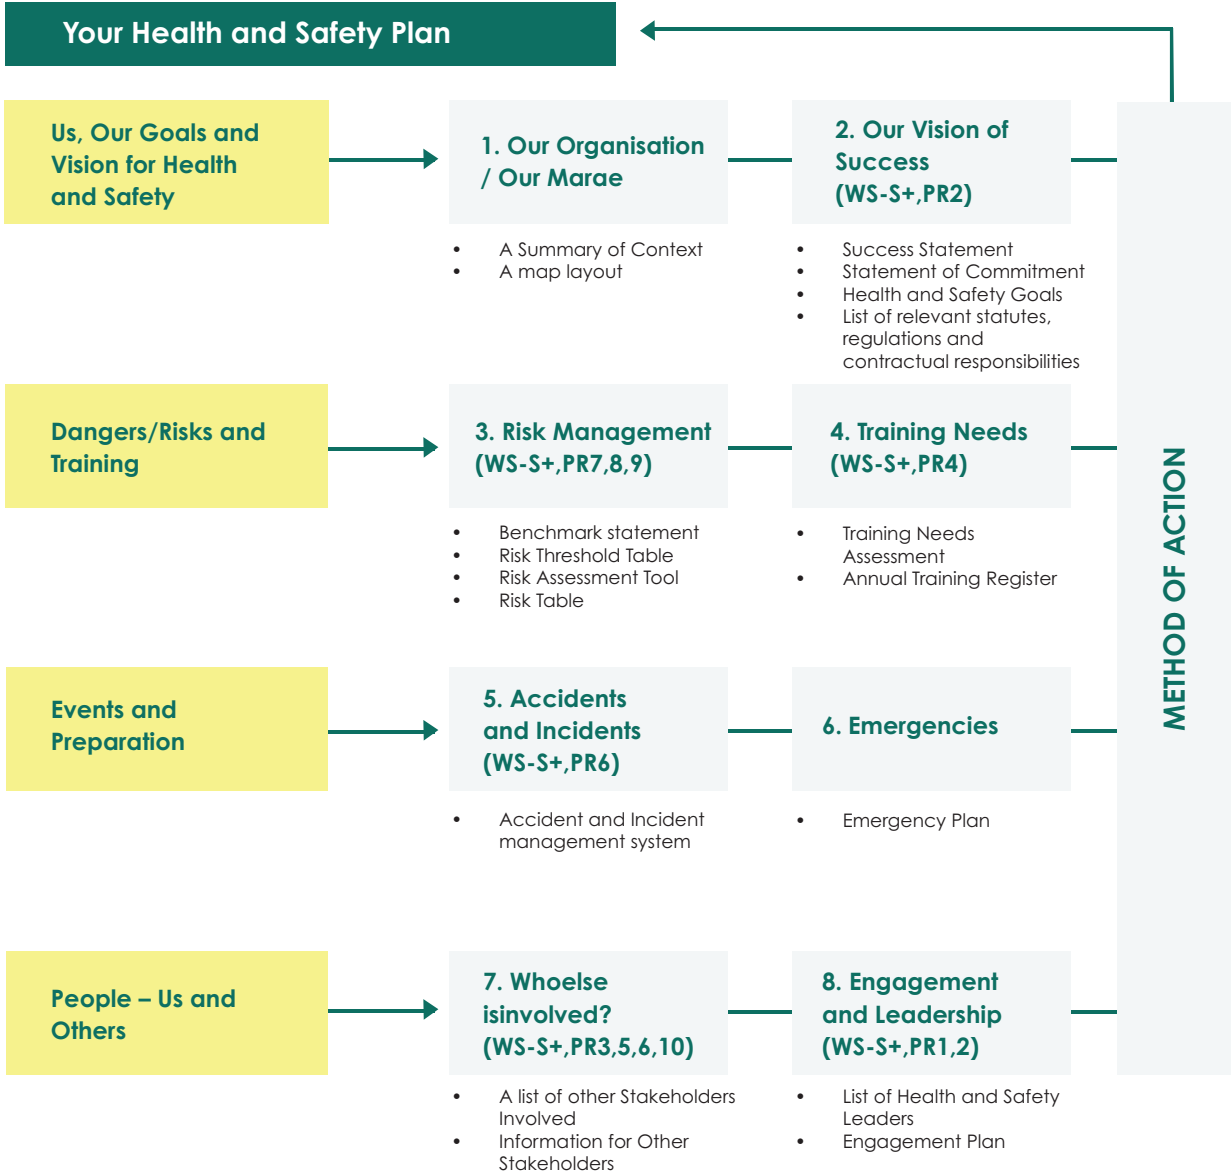 Your Health and Safety Plan
Us, Our Goals and
Vision for Health
and Safety
1. Our Organisation
/ Our Marae
• A Summary of Context
• A map layout
2. Our Vision of
Success
(WS-S+,PR2)
• Success Statement
• Statement of Commitment
• Health and Safety Goals
• List of relevant statutes,
regulations and
contractual responsibilities
Dangers/Risks and
Training
3. Risk Management
(WS-S+,PR7,8,9)
• Benchmark statement
• Risk Threshold Table
• Risk Assessment Tool
• Risk Table
4. Training Needs
(WS-S+,PR4)
• Training Needs
Assessment
• Annual Training Register
Events and
Preparation
5. Accidents
and Incidents
(WS-S+,PR6)
• Accident and Incident
management system
6. Emergencies
• Emergency Plan
People – Us and
Others
7. Whoelse
isinvolved?
(WS-S+,PR3,5,6,10)
• A list of other Stakeholders
Involved
• Information for Other
Stakeholders
8. Engagement
and Leadership
(WS-S+,PR1,2)
• List of Health and Safety
Leaders
• Engagement Plan
METHOD OF ACTION